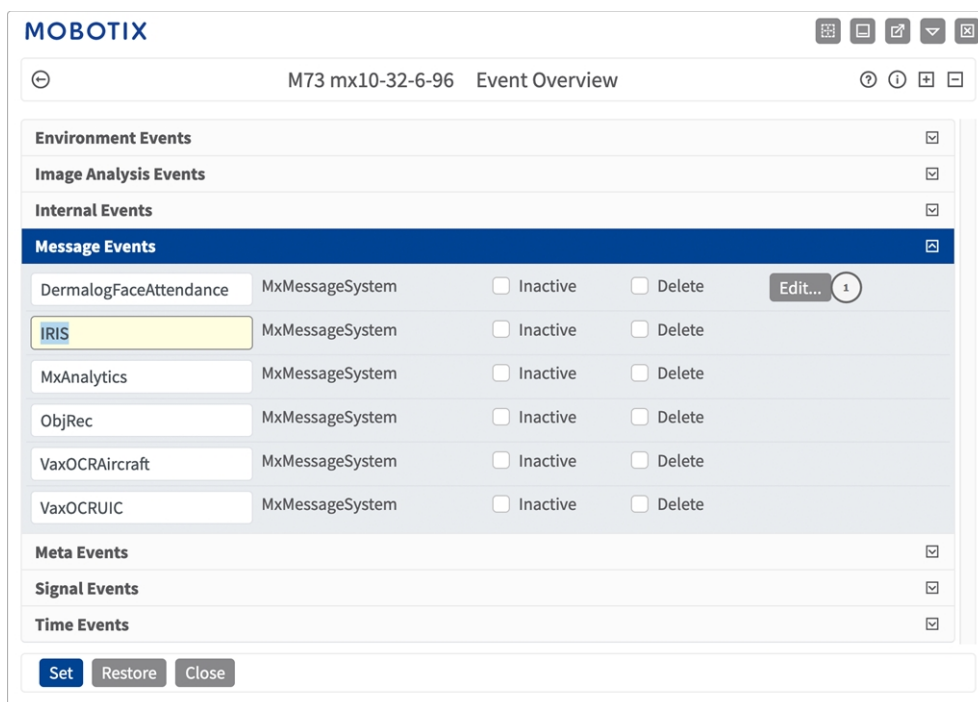 MOBOTIX
M73 mx10-32-6-96 Event Overview
Environment Events
Image Analysis Events
Internal Events
Message Events
DermalogFaceAttendance MxMessageSystem Inactive Delete Edit... 1
IRIS MxMessageSystem Inactive Delete
MxAnalytics MxMessageSystem Inactive Delete
ObjRec MxMessageSystem Inactive Delete
VaxOCRAircraft MxMessageSystem Inactive Delete
VaxOCRUIC MxMessageSystem Inactive Delete
Meta Events
Signal Events
Time Events
Set Restore Close